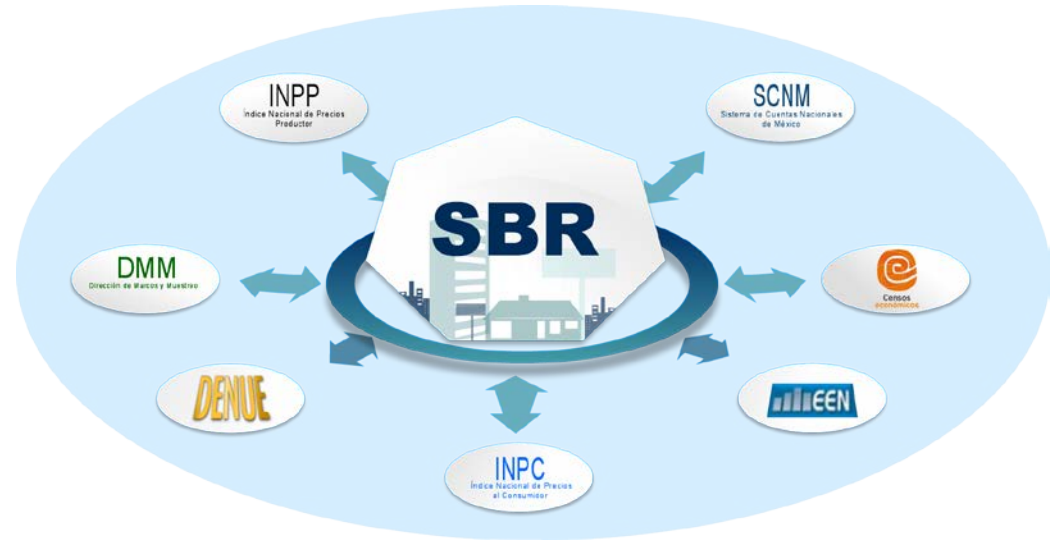 INPP
Índice Nacional de Precios
Productor
SCNM
Sistema de Cuentas Nacionales
de México
SBR
DMM
Dirección de Marcos y Muestreo
Censos
económicos
DENUE
EEN
INPC
Índice Nacional de Precios
al Consumidor